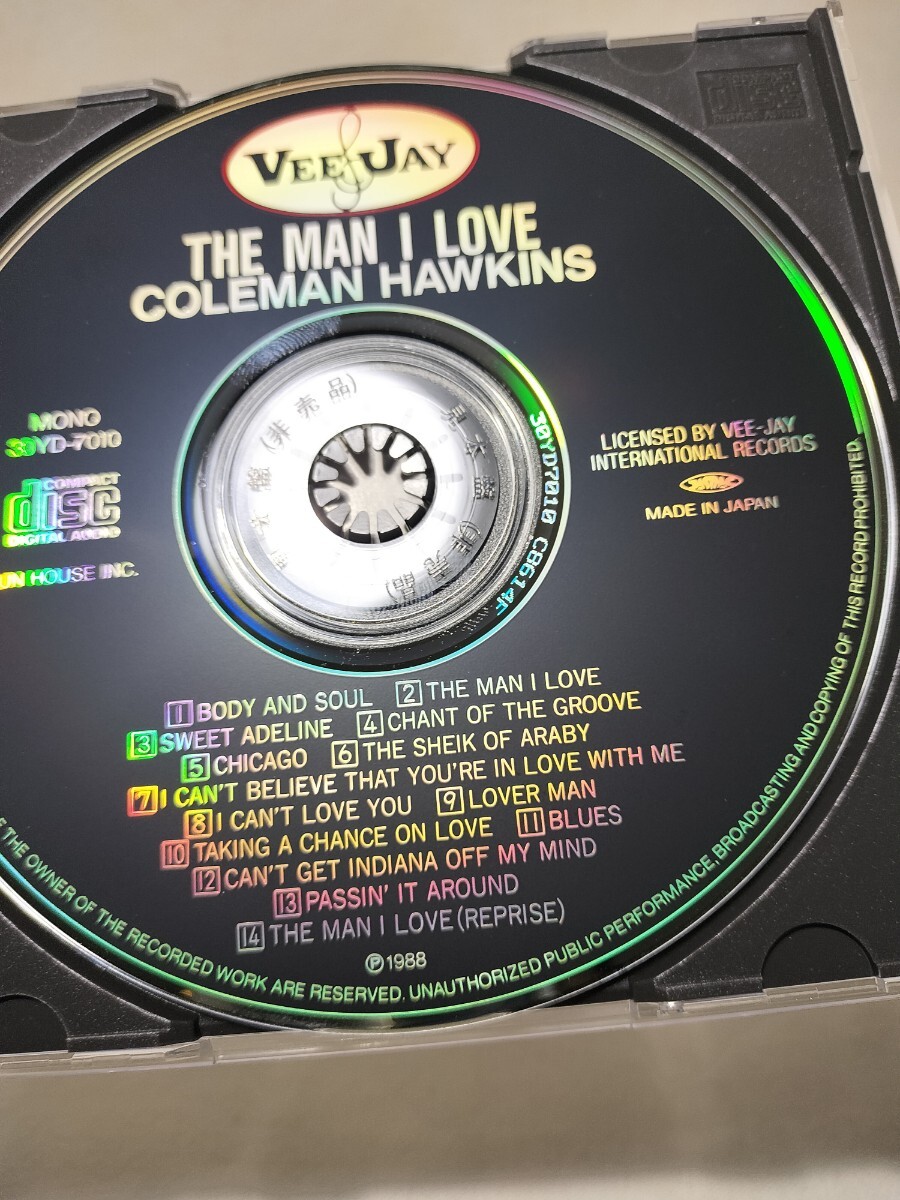 VEE JAY
THE MAN I LOVE
COLEMAN HAWKINS
MONO
30YD-7010
COMPACT
disc
DIGITAL AUDIO
HOUSE INC.
見本盤(非売品)
見本盤(非売品)
30YD7010 CB614F
LICENSED BY VEE-JAY
INTERNATIONAL RECORDS
MADE IN JAPAN
1 BODY AND SOUL 2 THE MAN I LOVE
3 SWEET ADELINE 4 CHANT OF THE GROOVE
5 CHICAGO 6 THE SHEIK OF ARABY
7 I CAN'T BELIEVE THAT YOU'RE IN LOVE WITH ME
8 I CAN'T LOVE YOU 9 LOVER MAN
10 TAKING A CHANCE ON LOVE 11 BLUES
12 CAN'T GET INDIANA OFF MY MIND
13 PASSIN' IT AROUND
14 THE MAN I LOVE (REPRISE)
℗1988
THE OWNER OF THE RECORDED WORK ARE RESERVED. UNAUTHORIZED PUBLIC PERFORMANCE, BROADCASTING AND COPYING OF THIS RECORD PROHIBITED.
disc